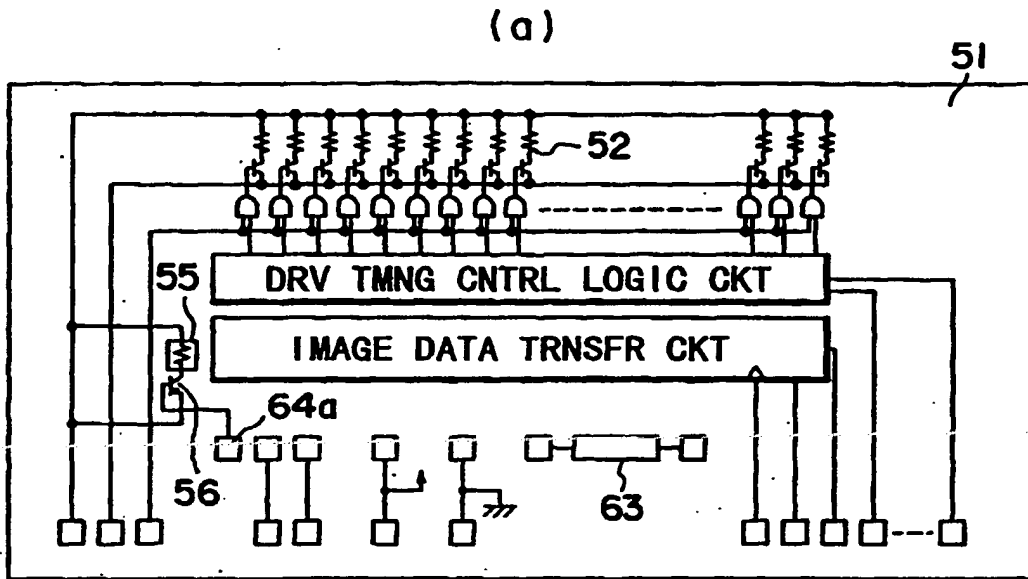 (a)
51
52
DRV TMNG CNTRL LOGIC CKT
55
IMAGE DATA TRNSFR CKT
64a
56
63